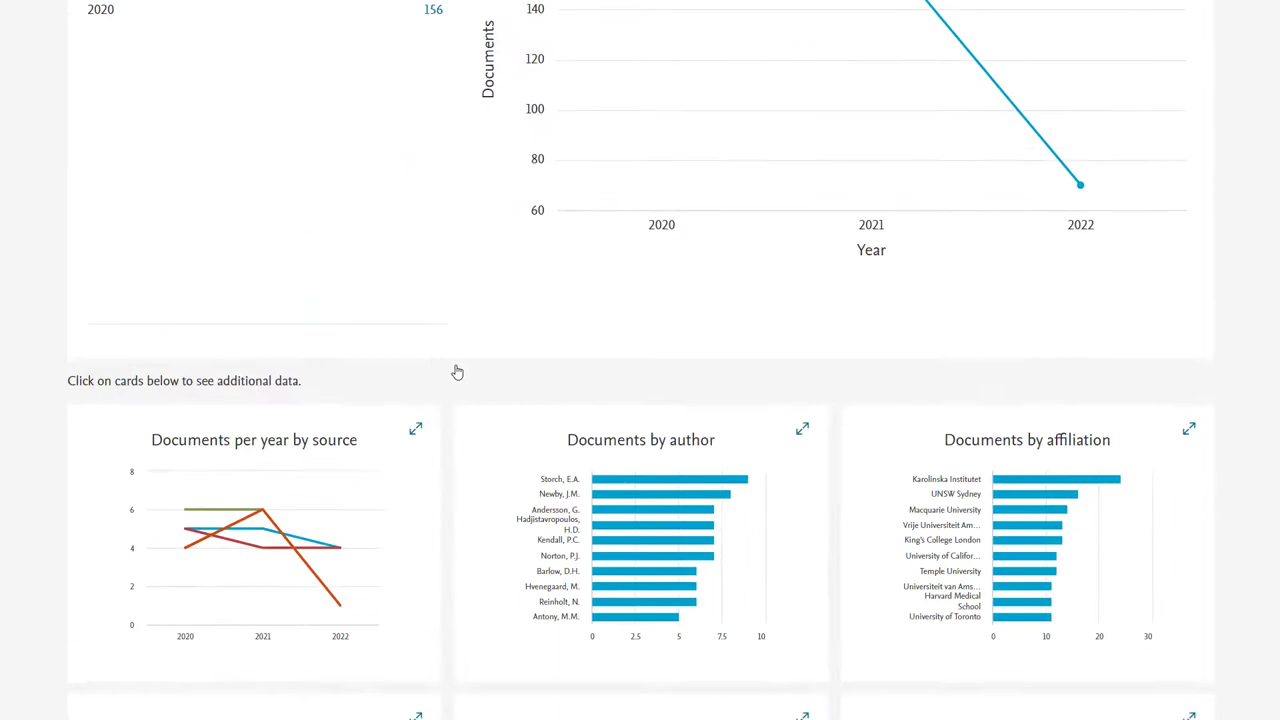 2020 156
Documents
140
120
100
80
60
2020 2021 2022
Year
Click on cards below to see additional data.
Documents per year by source
8
6
4
2
0
2020 2021 2022
Documents by author
Storch, E.A.
Newby, J.M.
Andersson, G.
Hadjistavropoulos,
H.D.
Kendall, P.C.
Norton, P.J.
Barlow, D.H.
Hvenegaard, M.
Reinholt, N.
Antony, M.M.
0 2.5 5 7.5 10
Documents by affiliation
Karolinska Institutet
UNSW Sydney
Macquarie University
Vrije Universiteit Am...
King's College London
University of Califor...
Temple University
Universiteit van Ams...
Harvard Medical
School
University of Toronto
0 10 20 30